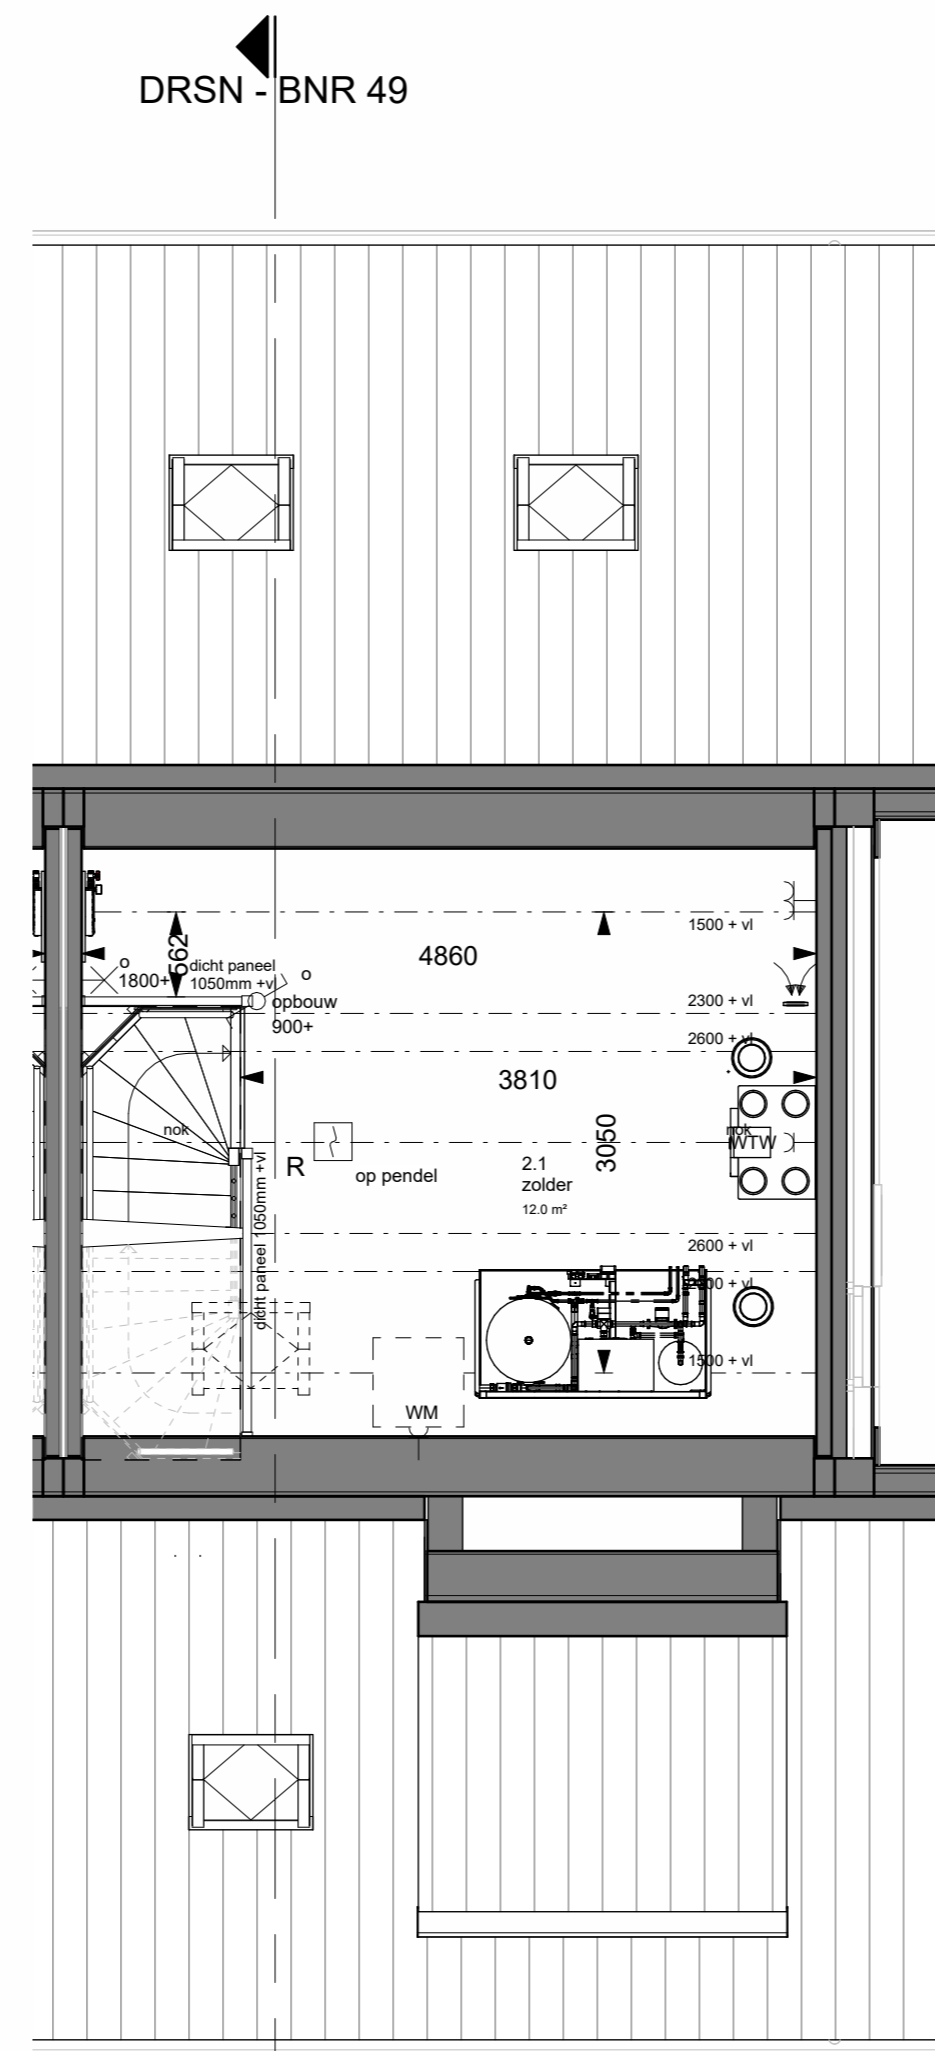 DRSN - BNR 49
1500 + vl
4860
562
dicht paneel
1050mm +vl
o
1800+
o
opbouw
900+
2300 + vl
2600 + vl
3810
nok
nok
WTW
3050
R
op pendel
2.1
zolder
12.0 m²
dicht paneel 1050mm +vl
2600 + vl
2300 + vl
1500 + vl
WM